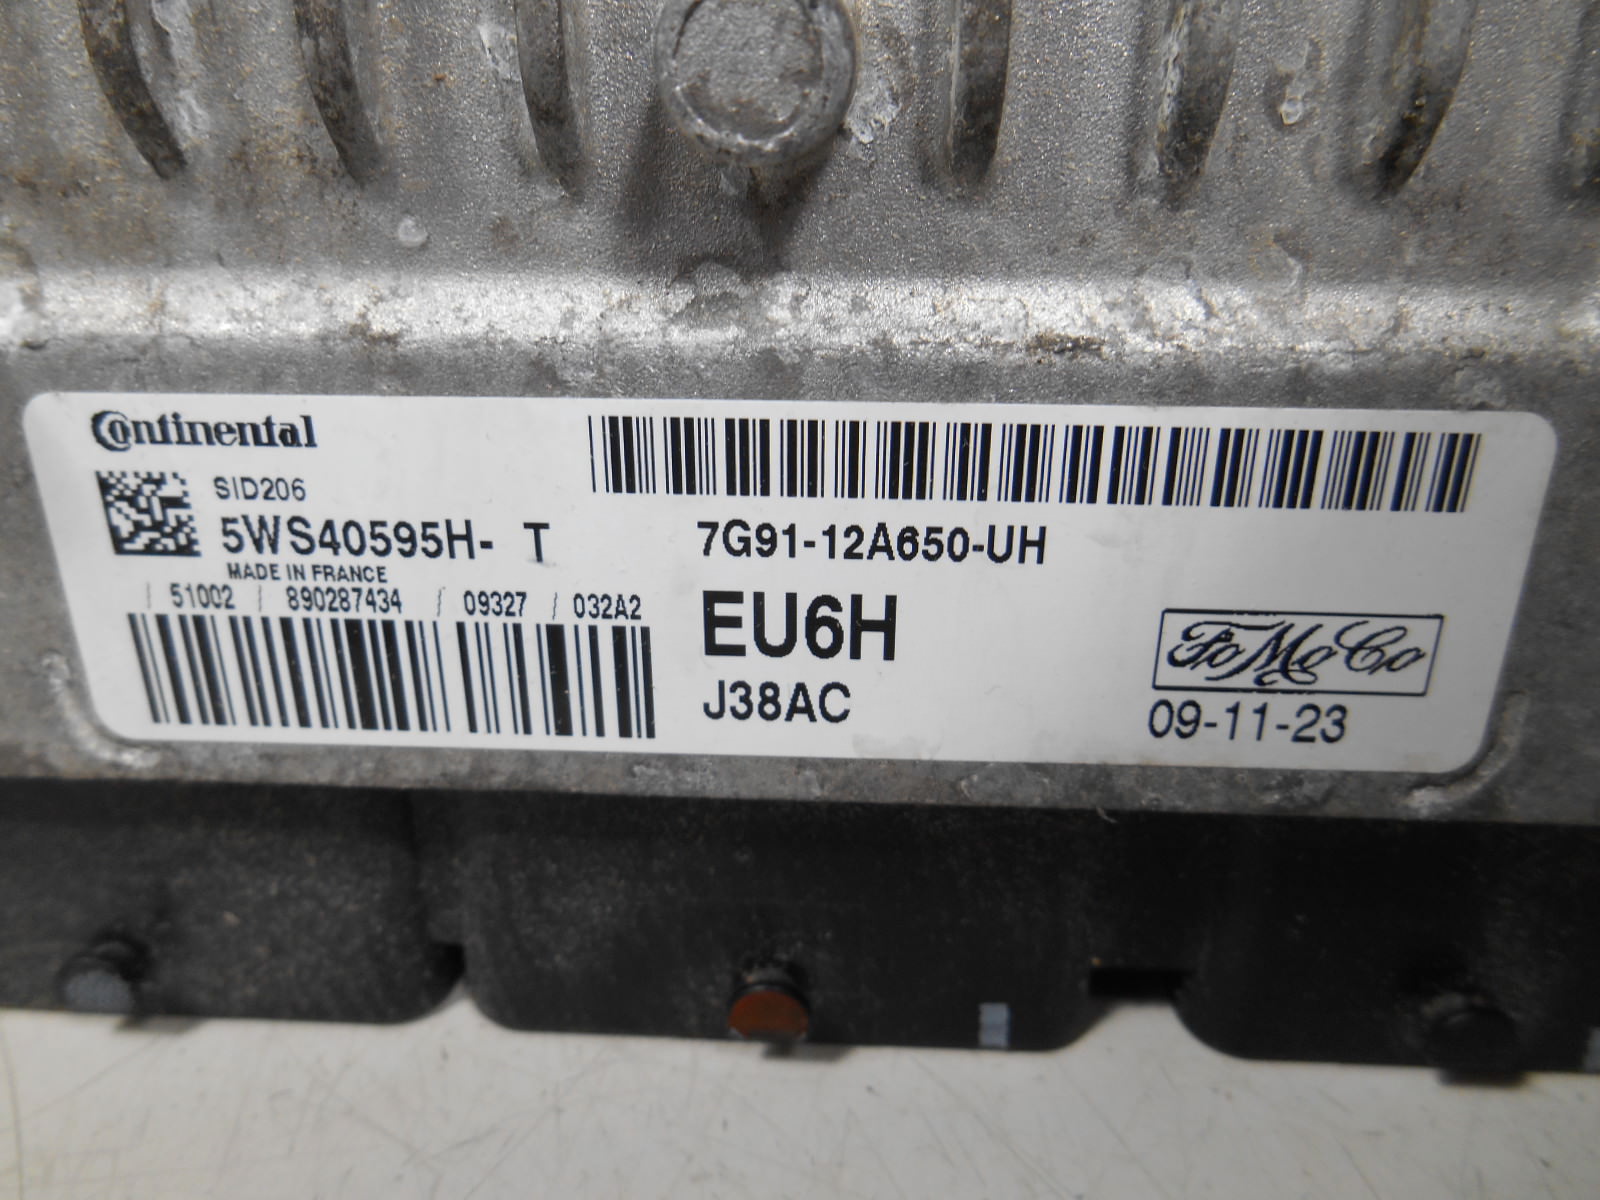 Continental
SID206
5WS40595H- T
7G91-12A650-UH
MADE IN FRANCE
/ 51002 / 890287434 / 09327 / 032A2
EU6H
J38AC
FoMoCo
09-11-23